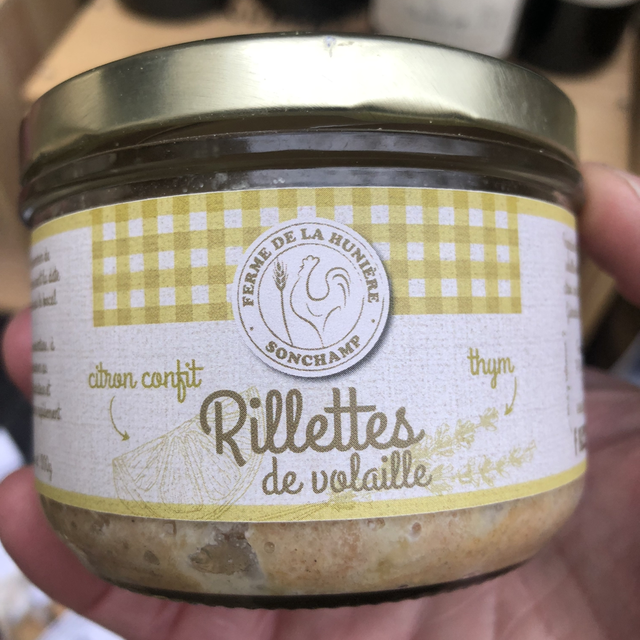 FERME DE LA HUNIÈRE
SONCHAMP
citron confit
thym
Rillettes
de volaille